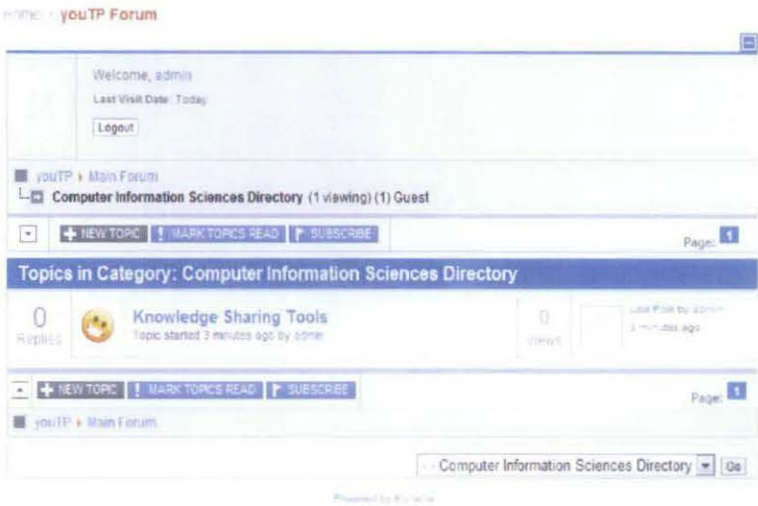 Home youTP Forum
Welcome, admin
Last Visit Date: Today
Logout
youTP Main Forum
Computer Information Sciences Directory (1 viewing) (1) Guest
NEW TOPIC MARK TOPICS READ SUBSCRIBE Page: 1
Topics in Category: Computer Information Sciences Directory
0 Replies Knowledge Sharing Tools 0 Views Last Post by admin
Topic started 3 minutes ago by admin 3 minutes ago
NEW TOPIC MARK TOPICS READ SUBSCRIBE Page: 1
youTP Main Forum
- - Computer Information Sciences Directory Go
Powered by Kunena